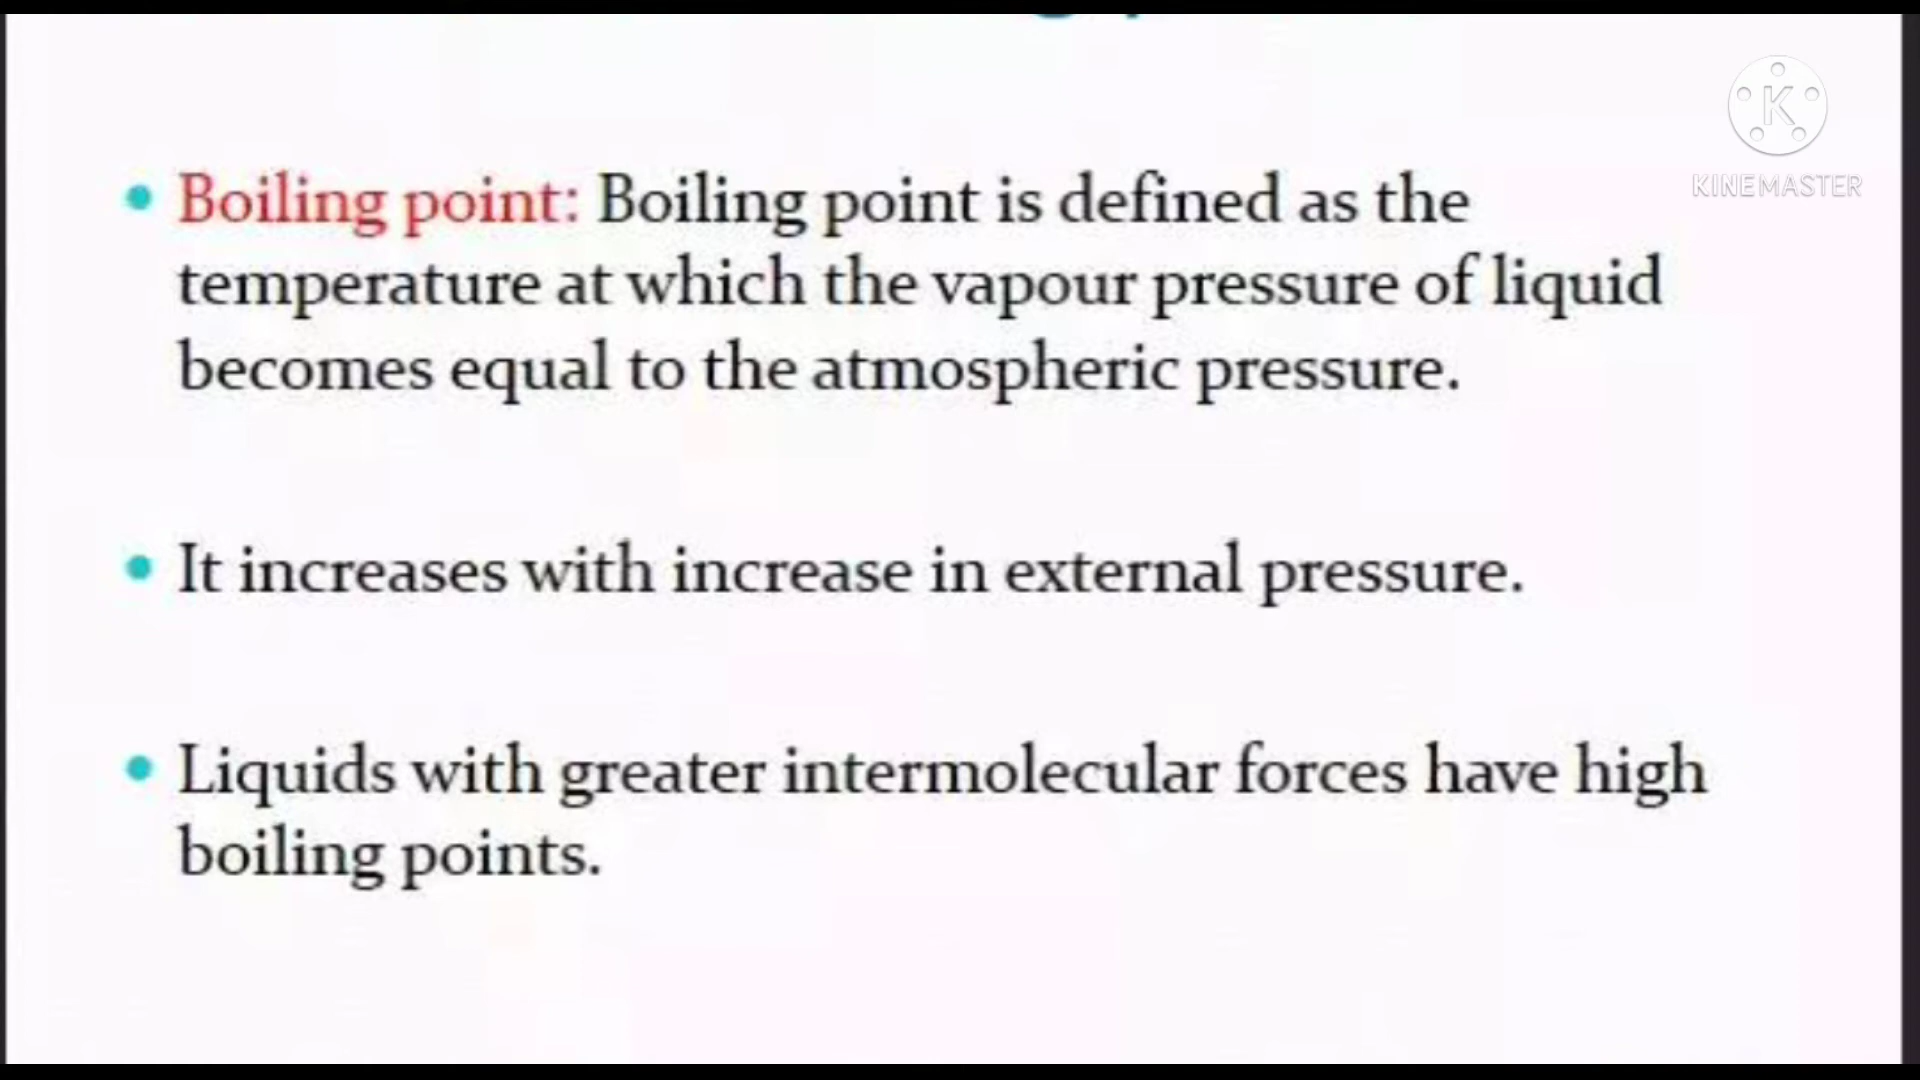 K
KINEMASTER
• Boiling point: Boiling point is defined as the
temperature at which the vapour pressure of liquid
becomes equal to the atmospheric pressure.
• It increases with increase in external pressure.
• Liquids with greater intermolecular forces have high
boiling points.